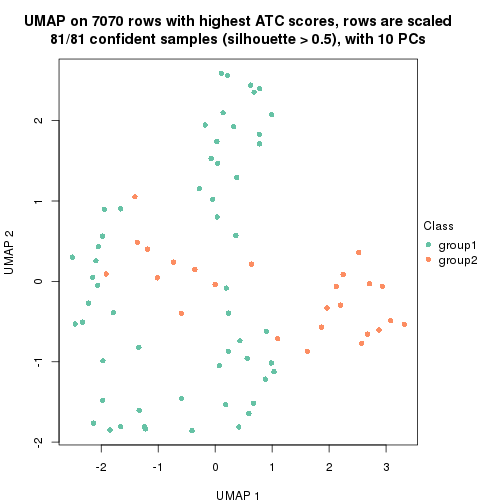 UMAP on 7070 rows with highest ATC scores, rows are scaled
81/81 confident samples (silhouette > 0.5), with 10 PCs
2
1
0
-1
-2
UMAP 2
-2
-1
0
1
2
3
UMAP 1
Class
group1
group2